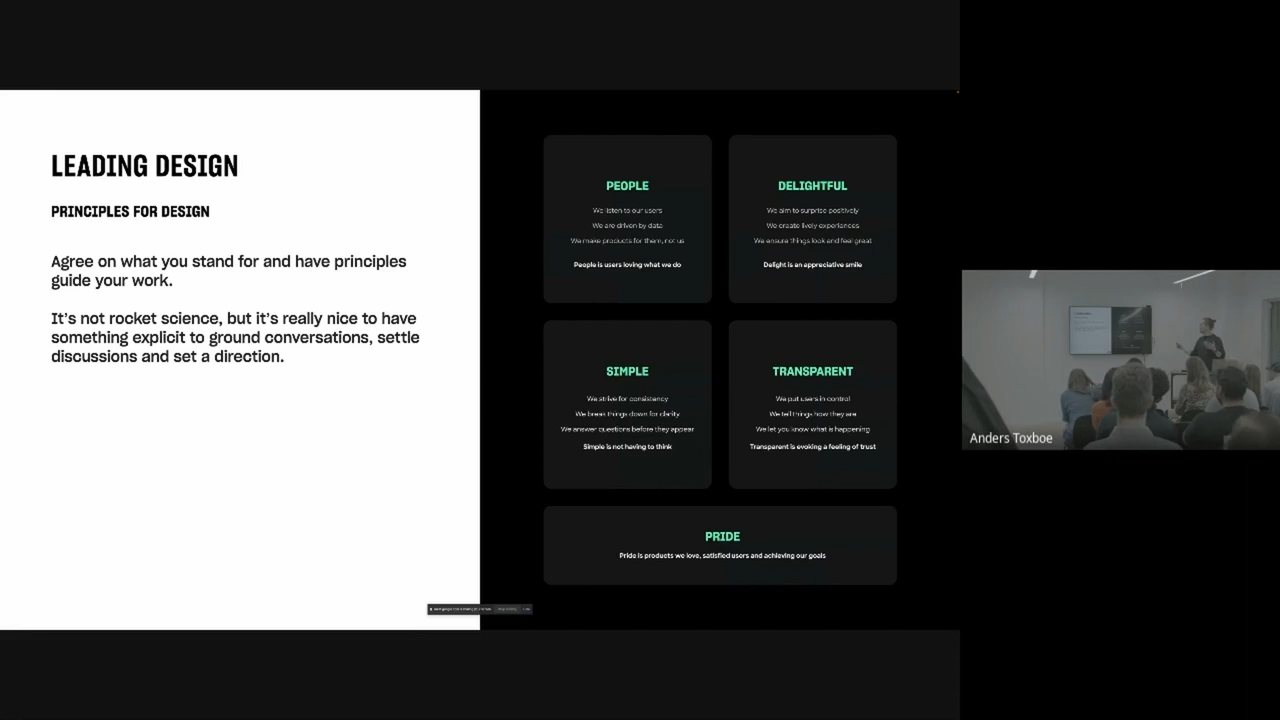 LEADING DESIGN
PRINCIPLES FOR DESIGN
Agree on what you stand for and have principles
guide your work.
It's not rocket science, but it's really nice to have
something explicit to ground conversations, settle
discussions and set a direction.
PEOPLE
We listen to our users
We are driven by data
We make products for them, not us
People is users loving what we do
DELIGHTFUL
We aim to surprise positively
We create lively experiences
We ensure things look and feel great
Delight is an appreciative smile
SIMPLE
We strive for consistency
We break things down for clarity
We answer questions before they appear
Simple is not having to think
TRANSPARENT
We put users in control
We tell things how they are
We let you know what is happening
Transparent is evoking a feeling of trust
PRIDE
Pride is products we love, satisfied users and achieving our goals
Anders Toxboe